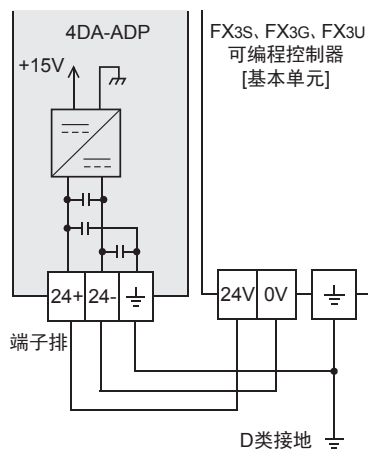 4DA-ADP
+15V
FX3S、FX3G、FX3U
可编程控制器
[基本单元]
24+ 24-
24V 0V
端子排
D类接地